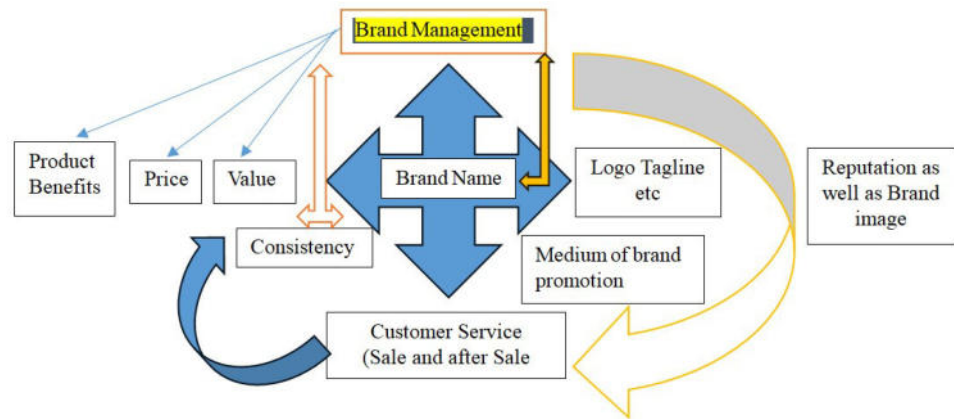 Brand Management
Product
Benefits
Price
Value
Brand Name
Logo Tagline
etc
Reputation as
well as Brand
image
Consistency
Medium of brand
promotion
Customer Service
(Sale and after Sale